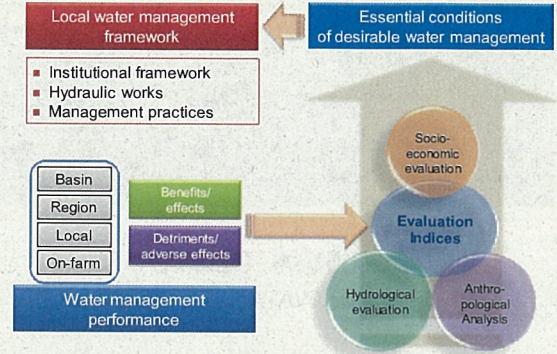 Local water management
framework
Essential conditions
of desirable water management
▪ Institutional framework
▪ Hydraulic works
▪ Management practices
Socio-
economic
evaluation
Basin
Region
Local
On-farm
Benefits/
effects
Detriments/
adverse effects
Evaluation
Indices
Hydrological
evaluation
Anthro-
pological
Analysis
Water management
performance